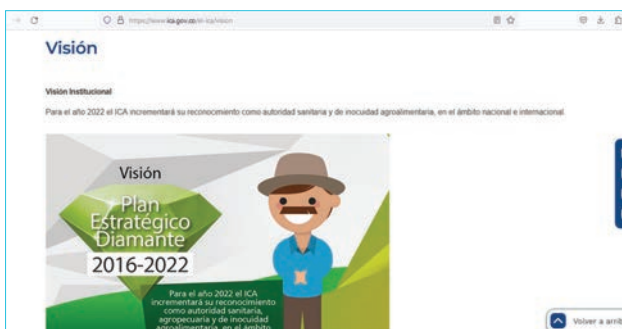 https://www.ica.gov.co/el-ica/vision
Visión
Visión Institucional
Para el año 2022 el ICA incrementará su reconocimiento como autoridad sanitaria y de inocuidad agroalimentaria, en el ámbito nacional e internacional
Visión
Plan
Estratégico
Diamante
2016-2022
Para el año 2022 el ICA
incrementará su reconocimiento
como autoridad sanitaria,
agropecuaria y de inocuidad
agroalimentaria, en el ámbito
Volver a arrib